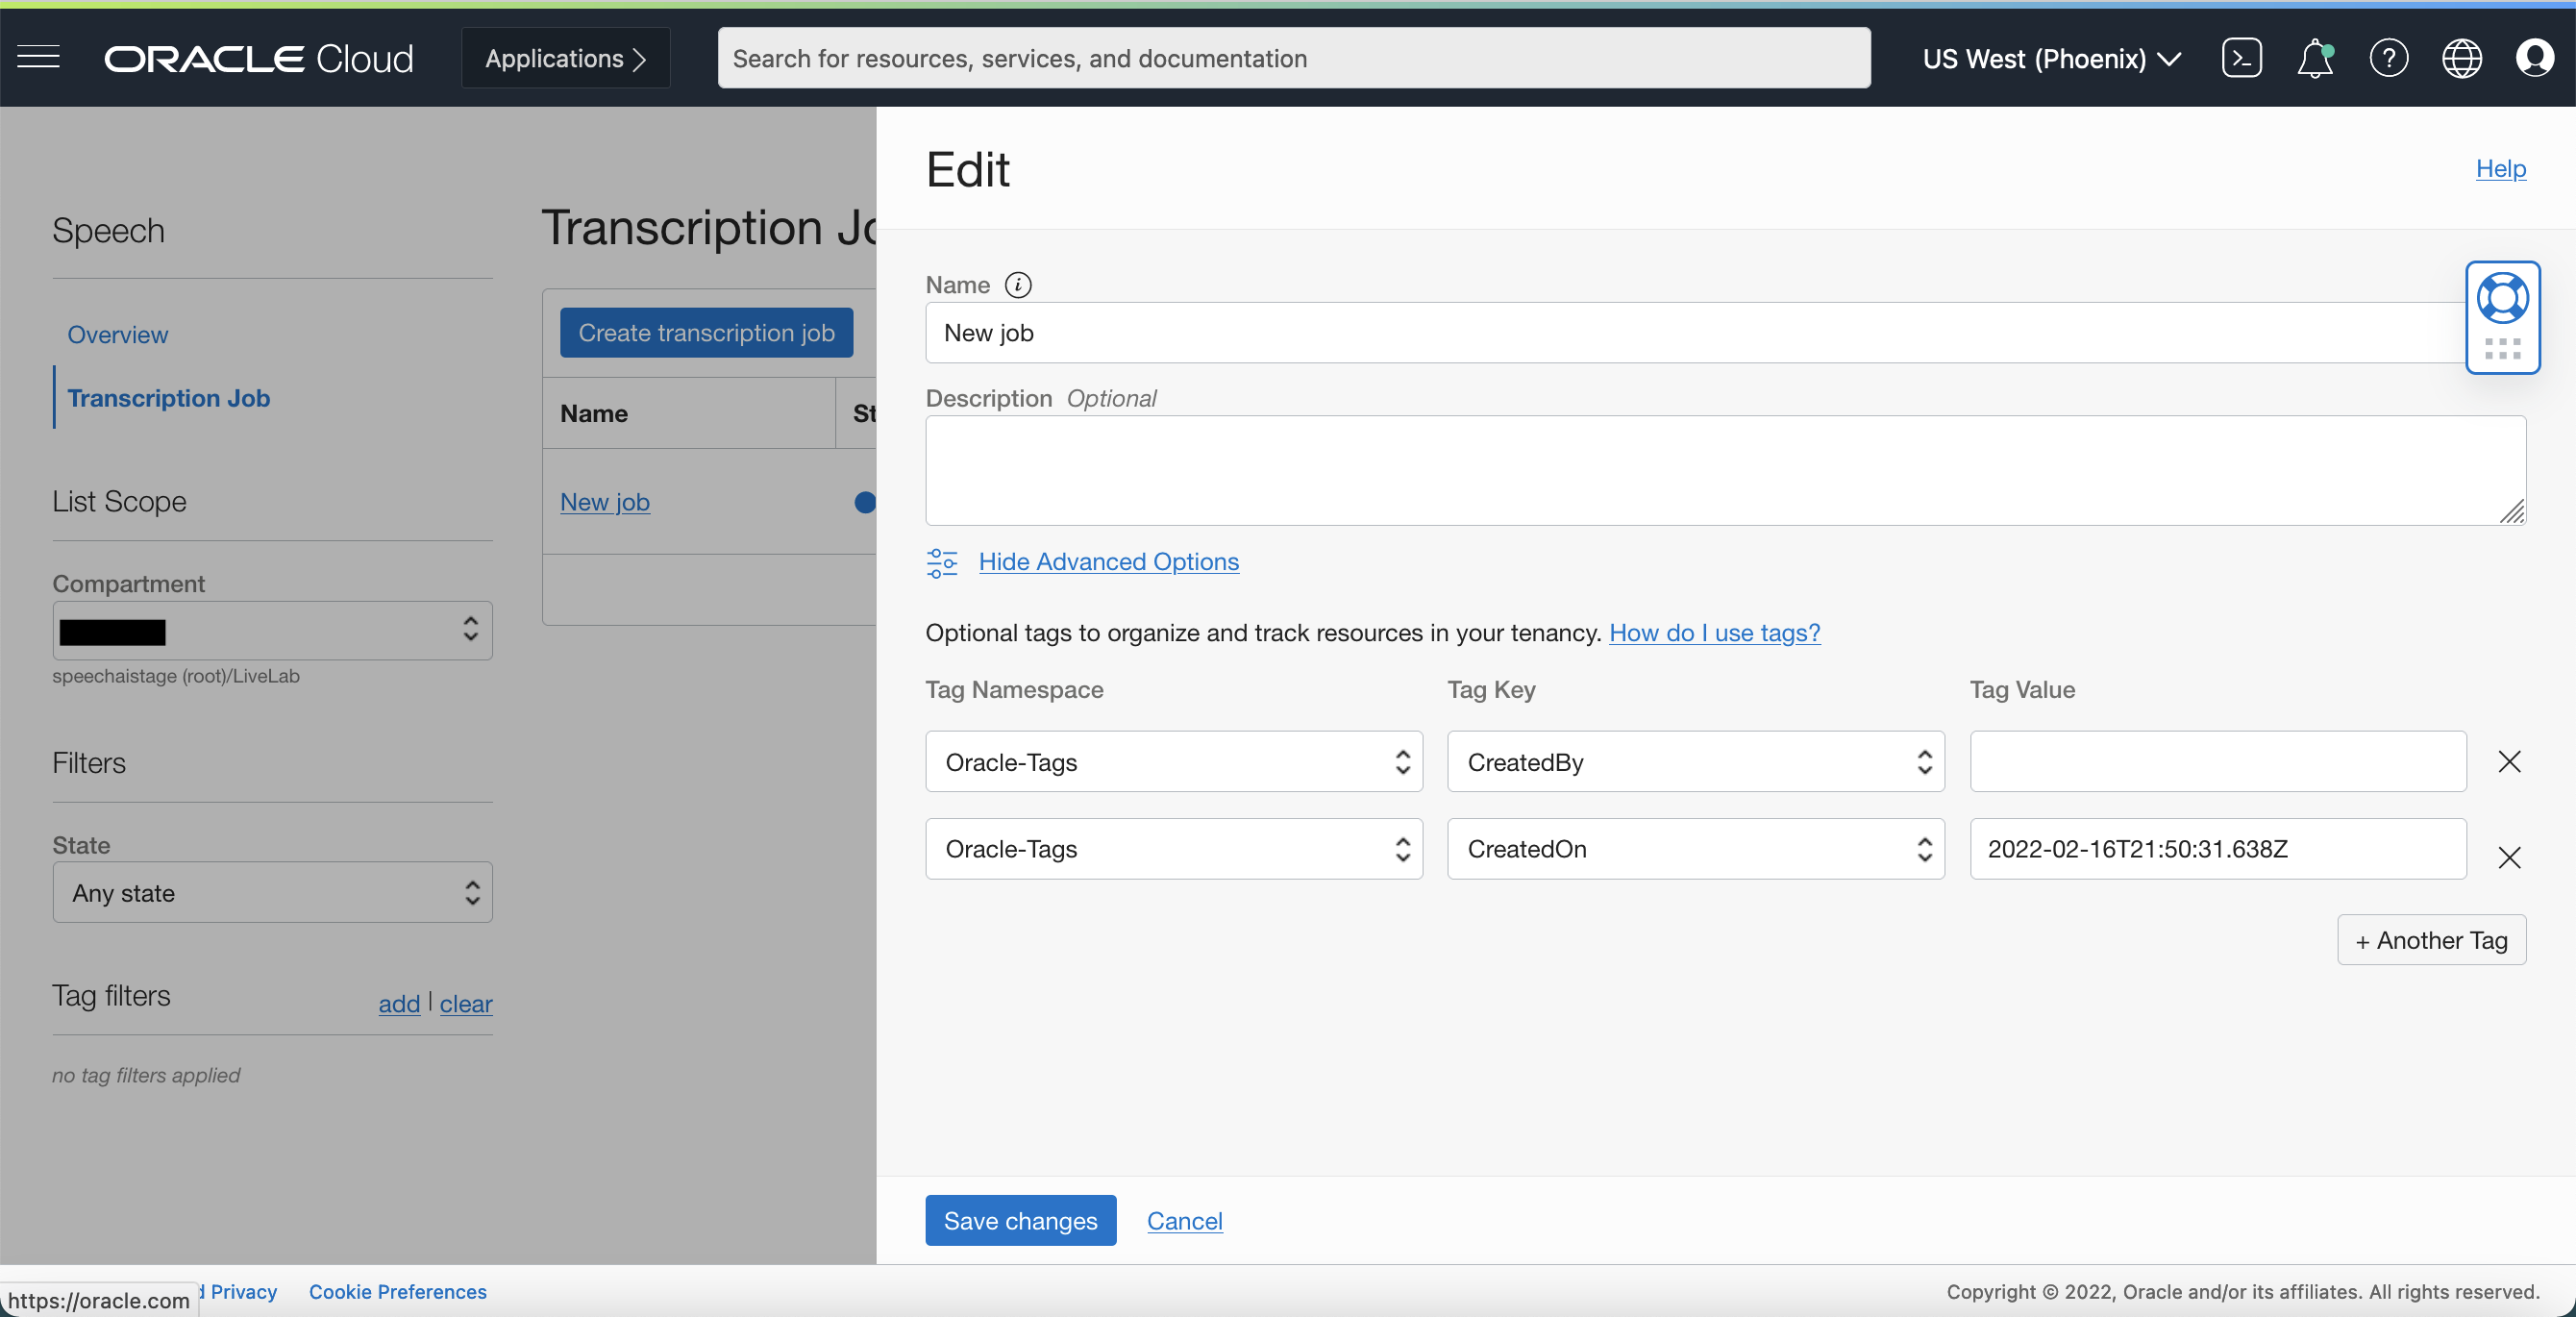 ORACLE Cloud
Applications
Search for resources, services, and documentation
US West (Phoenix)
Speech
Overview
Transcription Job
List Scope
Compartment
speechaistage (root)/LiveLab
Filters
State
Any state
Tag filters
add | clear
no tag filters applied
Transcription Jo
Create transcription job
Name
St
New job
Edit
Help
Name
New job
Description Optional
Hide Advanced Options
Optional tags to organize and track resources in your tenancy. How do I use tags?
Tag Namespace Tag Key Tag Value
Oracle-Tags CreatedBy
Oracle-Tags CreatedOn 2022-02-16T21:50:31.638Z
+ Another Tag
Save changes Cancel
https://oracle.com
Privacy Cookie Preferences
Copyright © 2022, Oracle and/or its affiliates. All rights reserved.